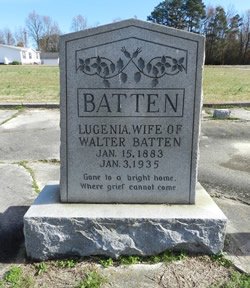 BATTEN
LUGENIA, WIFE OF
WALTER BATTEN
JAN. 15, 1883
JAN. 3, 1935
Gone to a bright home,
Where grief cannot come